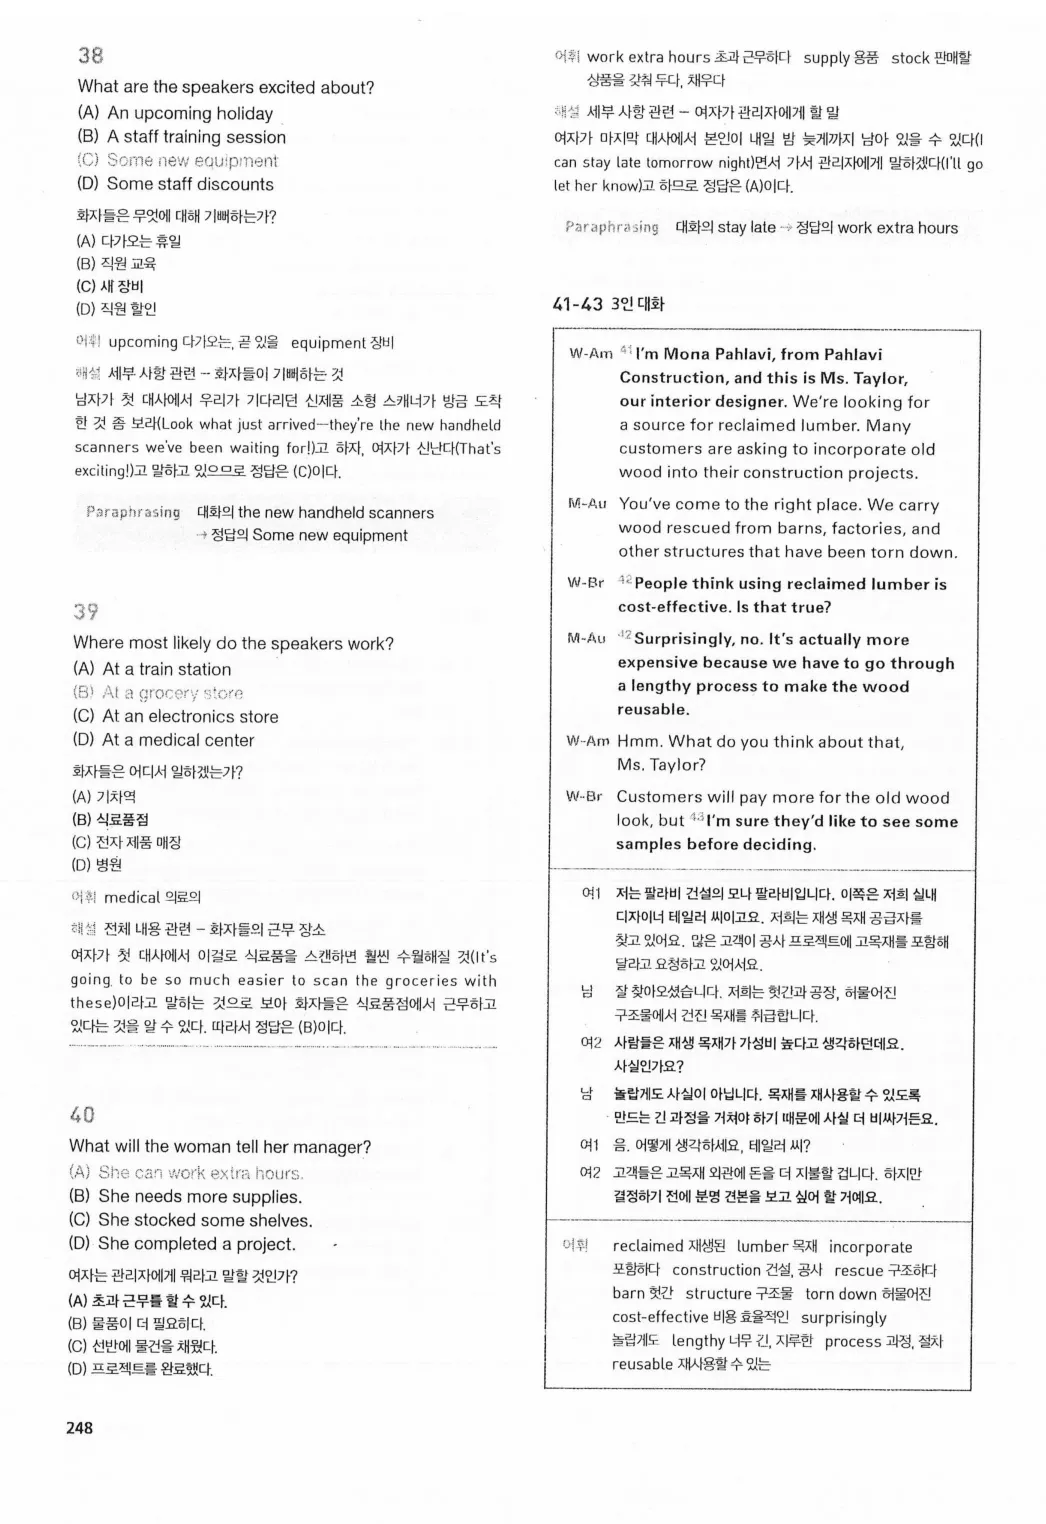 38
What are the speakers excited about?
(A) An upcoming holiday
(B) A staff training session
(C) Some new equipment
(D) Some staff discounts
화자들은 무엇에 대해 기뻐하는가?
(A) 다가오는 휴일
(B) 직원 교육
(C) 새 장비
(D) 직원 할인
어휘 upcoming 다가오는, 곧 있을 equipment 장비
해설 세부 사항 관련 – 화자들이 기뻐하는 것
남자가 첫 대사에서 우리가 기다리던 신제품 소형 스캐너가 방금 도착
한 것 좀 보라(Look what just arrived—they're the new handheld
scanners we've been waiting for!)고 하자, 여자가 신난다(That's
exciting!)고 말하고 있으므로 정답은 (C)이다.
Paraphrasing 대화의 the new handheld scanners
→ 정답의 Some new equipment
39
Where most likely do the speakers work?
(A) At a train station
(B) At a grocery store
(C) At an electronics store
(D) At a medical center
화자들은 어디서 일하겠는가?
(A) 기차역
(B) 식료품점
(C) 전자 제품 매장
(D) 병원
어휘 medical 의료의
해설 전체 내용 관련 – 화자들의 근무 장소
여자가 첫 대사에서 이걸로 식료품을 스캔하면 훨씬 수월해질 것(It's
going to be so much easier to scan the groceries with
these)이라고 말하는 것으로 보아 화자들은 식료품점에서 근무하고
있다는 것을 알 수 있다. 따라서 정답은 (B)이다.
40
What will the woman tell her manager?
(A) She can work extra hours.
(B) She needs more supplies.
(C) She stocked some shelves.
(D) She completed a project.
여자는 관리자에게 뭐라고 말할 것인가?
(A) 초과 근무를 할 수 있다.
(B) 물품이 더 필요하다.
(C) 선반에 물건을 채웠다.
(D) 프로젝트를 완료했다.
248
어휘 work extra hours 초과 근무하다 supply 용품 stock 판매할
상품을 갖춰 두다, 채우다
해설 세부 사항 관련 – 여자가 관리자에게 할 말
여자가 마지막 대사에서 본인이 내일 밤 늦게까지 남아 있을 수 있다(I
can stay late tomorrow night)면서 가서 관리자에게 말하겠다(I'll go
let her know)고 하므로 정답은 (A)이다.
Paraphrasing 대화의 stay late → 정답의 work extra hours
41-43 3인 대화
W-Am 41 I'm Mona Pahlavi, from Pahlavi
Construction, and this is Ms. Taylor,
our interior designer. We're looking for
a source for reclaimed lumber. Many
customers are asking to incorporate old
wood into their construction projects.
M-Au You've come to the right place. We carry
wood rescued from barns, factories, and
other structures that have been torn down.
W-Br 42 People think using reclaimed lumber is
cost-effective. Is that true?
M-Au 42 Surprisingly, no. It's actually more
expensive because we have to go through
a lengthy process to make the wood
reusable.
W-Am Hmm. What do you think about that,
Ms. Taylor?
W-Br Customers will pay more for the old wood
look, but 43 I'm sure they'd like to see some
samples before deciding.
여1 저는 팔라비 건설의 모나 팔라비입니다. 이쪽은 저희 실내
디자이너 테일러 씨이고요. 저희는 재생 목재 공급자를
찾고 있어요. 많은 고객이 공사 프로젝트에 고목재를 포함해
달라고 요청하고 있어서요.
남 잘 찾아오셨습니다. 저희는 헛간과 공장, 허물어진
구조물에서 건진 목재를 취급합니다.
여2 사람들은 재생 목재가 가성비 높다고 생각하던데요.
사실인가요?
남 놀랍게도 사실이 아닙니다. 목재를 재사용할 수 있도록
만드는 긴 과정을 거쳐야 하기 때문에 사실 더 비싸거든요.
여1 음. 어떻게 생각하세요, 테일러 씨?
여2 고객들은 고목재 외관에 돈을 더 지불할 겁니다. 하지만
결정하기 전에 분명 견본을 보고 싶어 할 거예요.
어휘 reclaimed 재생된 lumber 목재 incorporate
포함하다 construction 건설, 공사 rescue 구조하다
barn 헛간 structure 구조물 torn down 허물어진
cost-effective 비용 효율적인 surprisingly
놀랍게도 lengthy 너무 긴, 지루한 process 과정, 절차
reusable 재사용할 수 있는